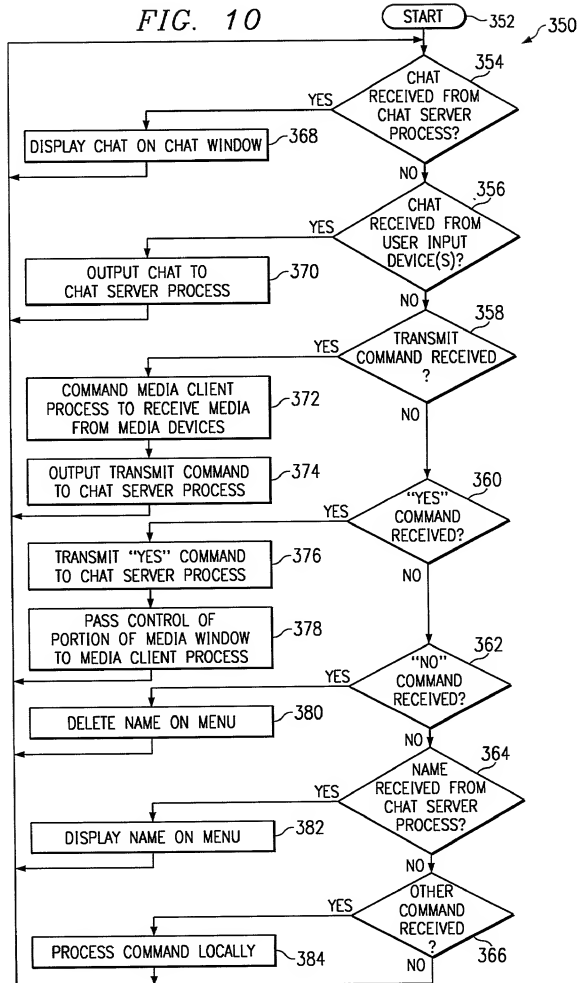 FIG. 10
START
352
350
354
CHAT
RECEIVED FROM
CHAT SERVER
PROCESS?
YES
DISPLAY CHAT ON CHAT WINDOW
368
NO
356
CHAT
RECEIVED FROM
USER INPUT
DEVICE(S)?
YES
OUTPUT CHAT TO
CHAT SERVER PROCESS
370
NO
358
TRANSMIT
COMMAND RECEIVED
?
YES
COMMAND MEDIA CLIENT
PROCESS TO RECEIVE MEDIA
FROM MEDIA DEVICES
372
NO
OUTPUT TRANSMIT COMMAND
TO CHAT SERVER PROCESS
374
360
"YES"
COMMAND
RECEIVED?
YES
TRANSMIT "YES" COMMAND
TO CHAT SERVER PROCESS
376
NO
PASS CONTROL OF
PORTION OF MEDIA WINDOW
TO MEDIA CLIENT PROCESS
378
362
"NO"
COMMAND
RECEIVED?
YES
DELETE NAME ON MENU
380
NO
364
NAME
RECEIVED FROM
CHAT SERVER
PROCESS?
YES
DISPLAY NAME ON MENU
382
NO
OTHER
COMMAND
RECEIVED
?
366
YES
PROCESS COMMAND LOCALLY
384
NO